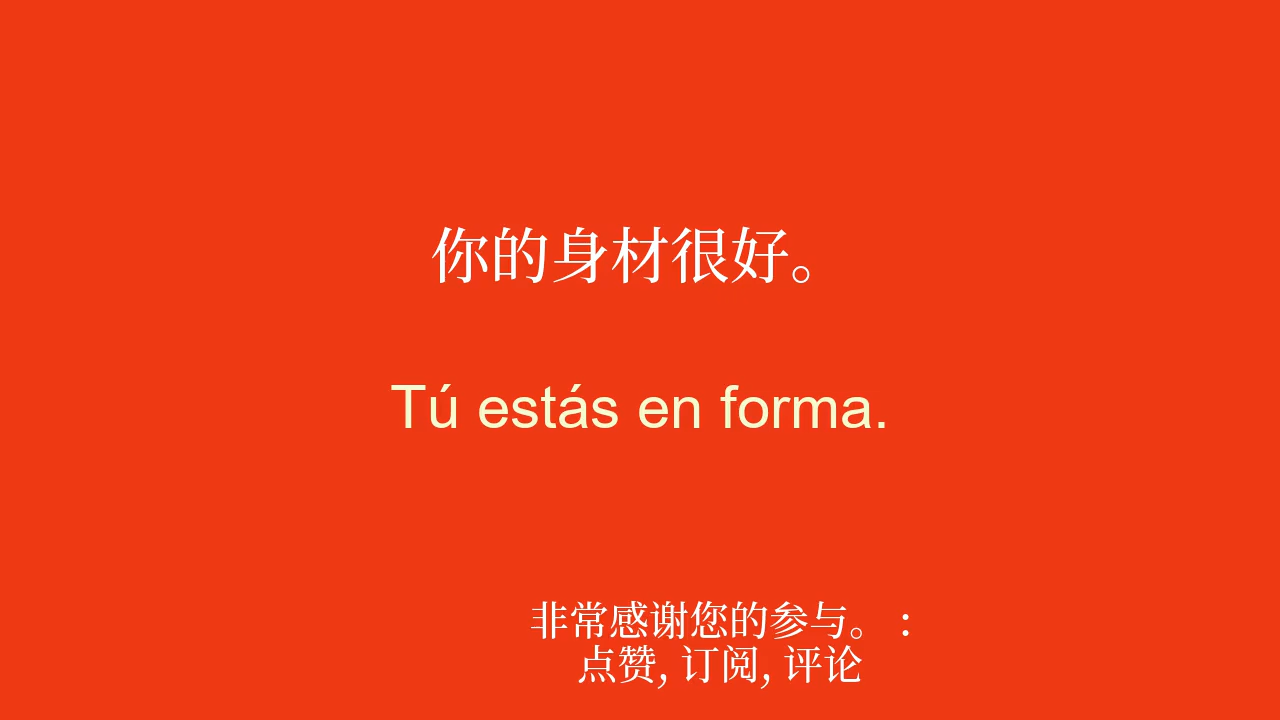 你的身材很好。
Tú estás en forma.
非常感谢您的参与。 :
点赞, 订阅, 评论